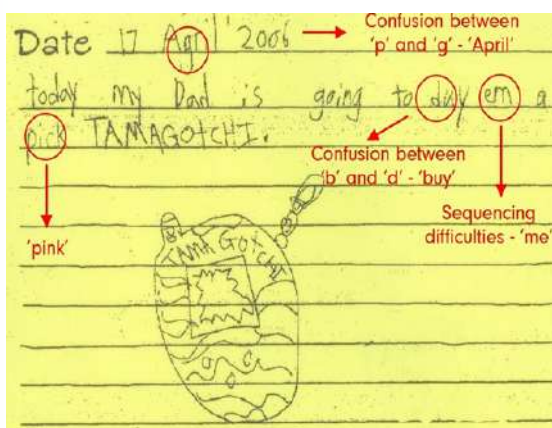 Date 17 Agril 2006
Confusion between
'p' and 'g' - 'April'
today my Dad is going to duy em a
pick TAMAGOtCHI.
Confusion between
'b' and 'd' - 'buy'
Sequencing
difficulties - 'me'
'pink'
TAMAGOtCHI